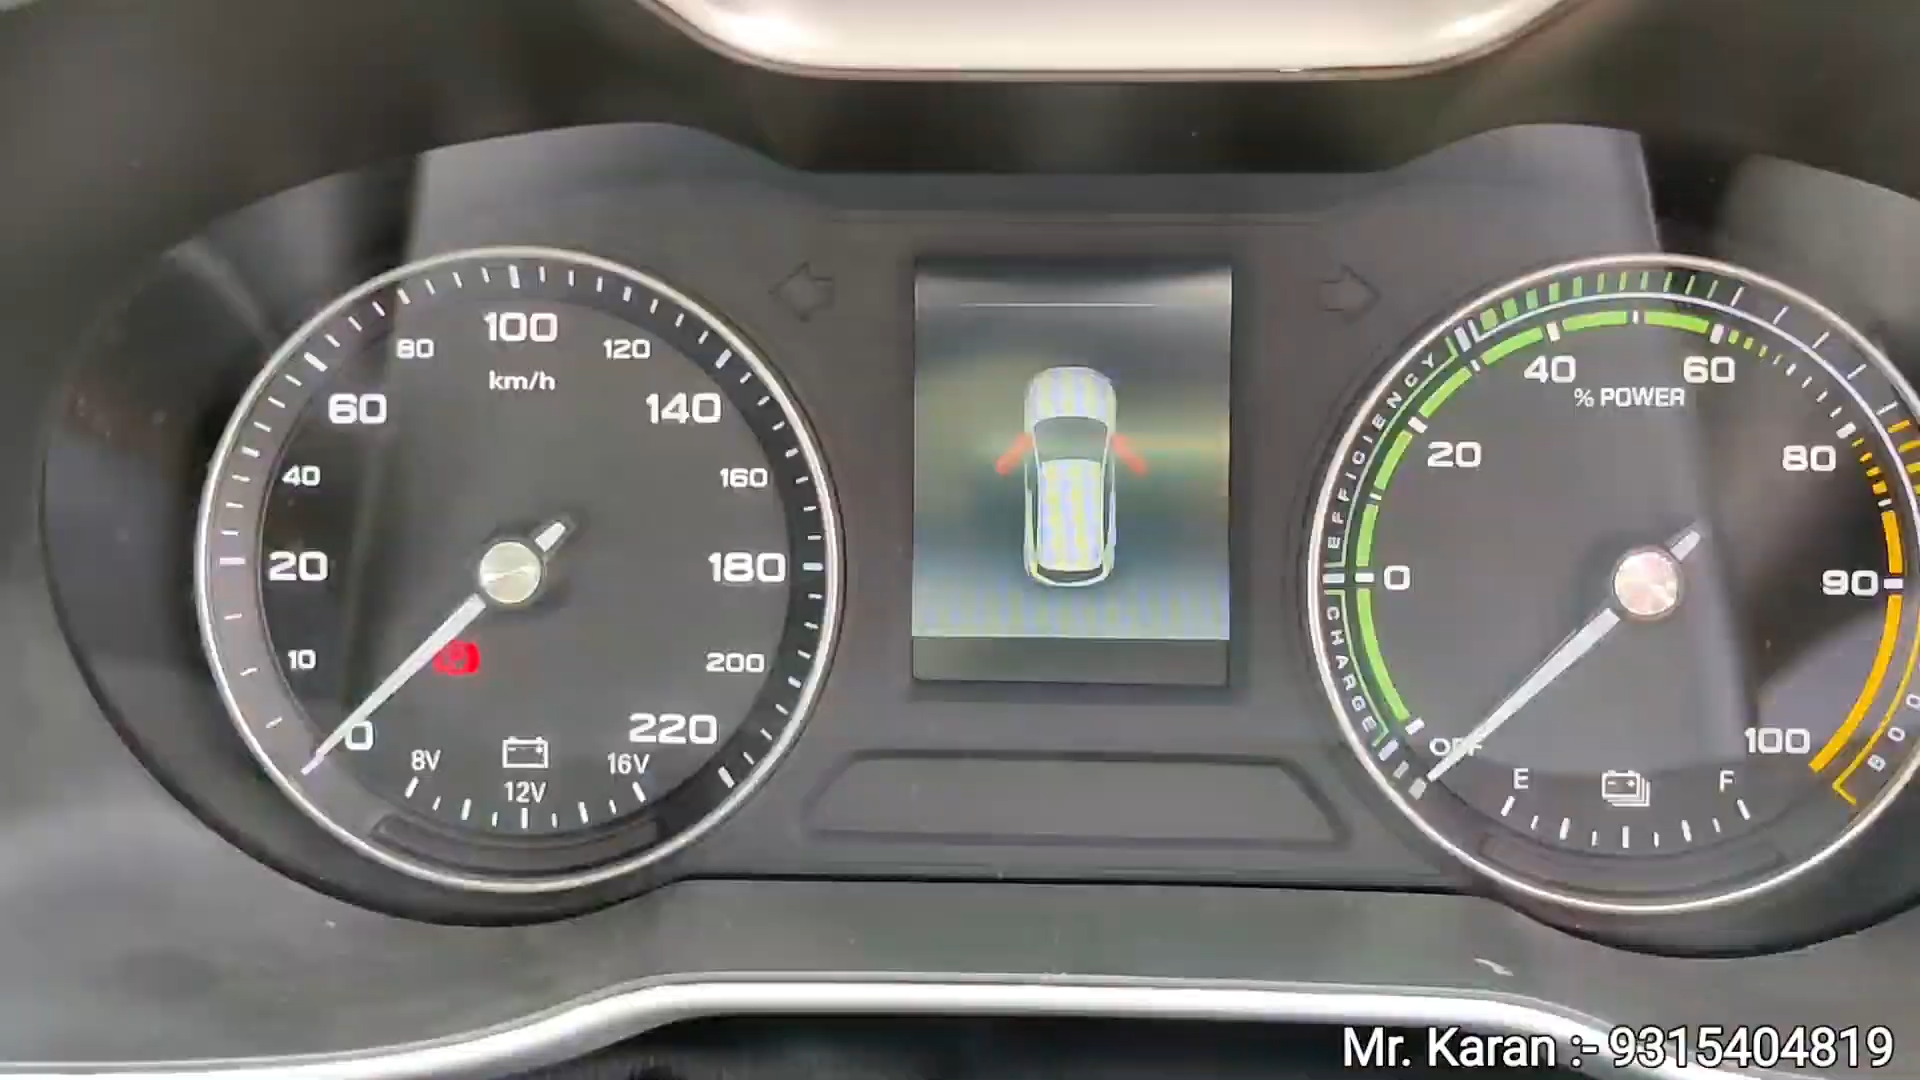 100
80
120
km/h
60
140
40
160
20
180
10
200
0
220
8V
16V
12V
40
60
% POWER
20
80
0
90
100
OFF
E
F
EFFICIENCY
CHARGE
Mr. Karan :- 9315404819